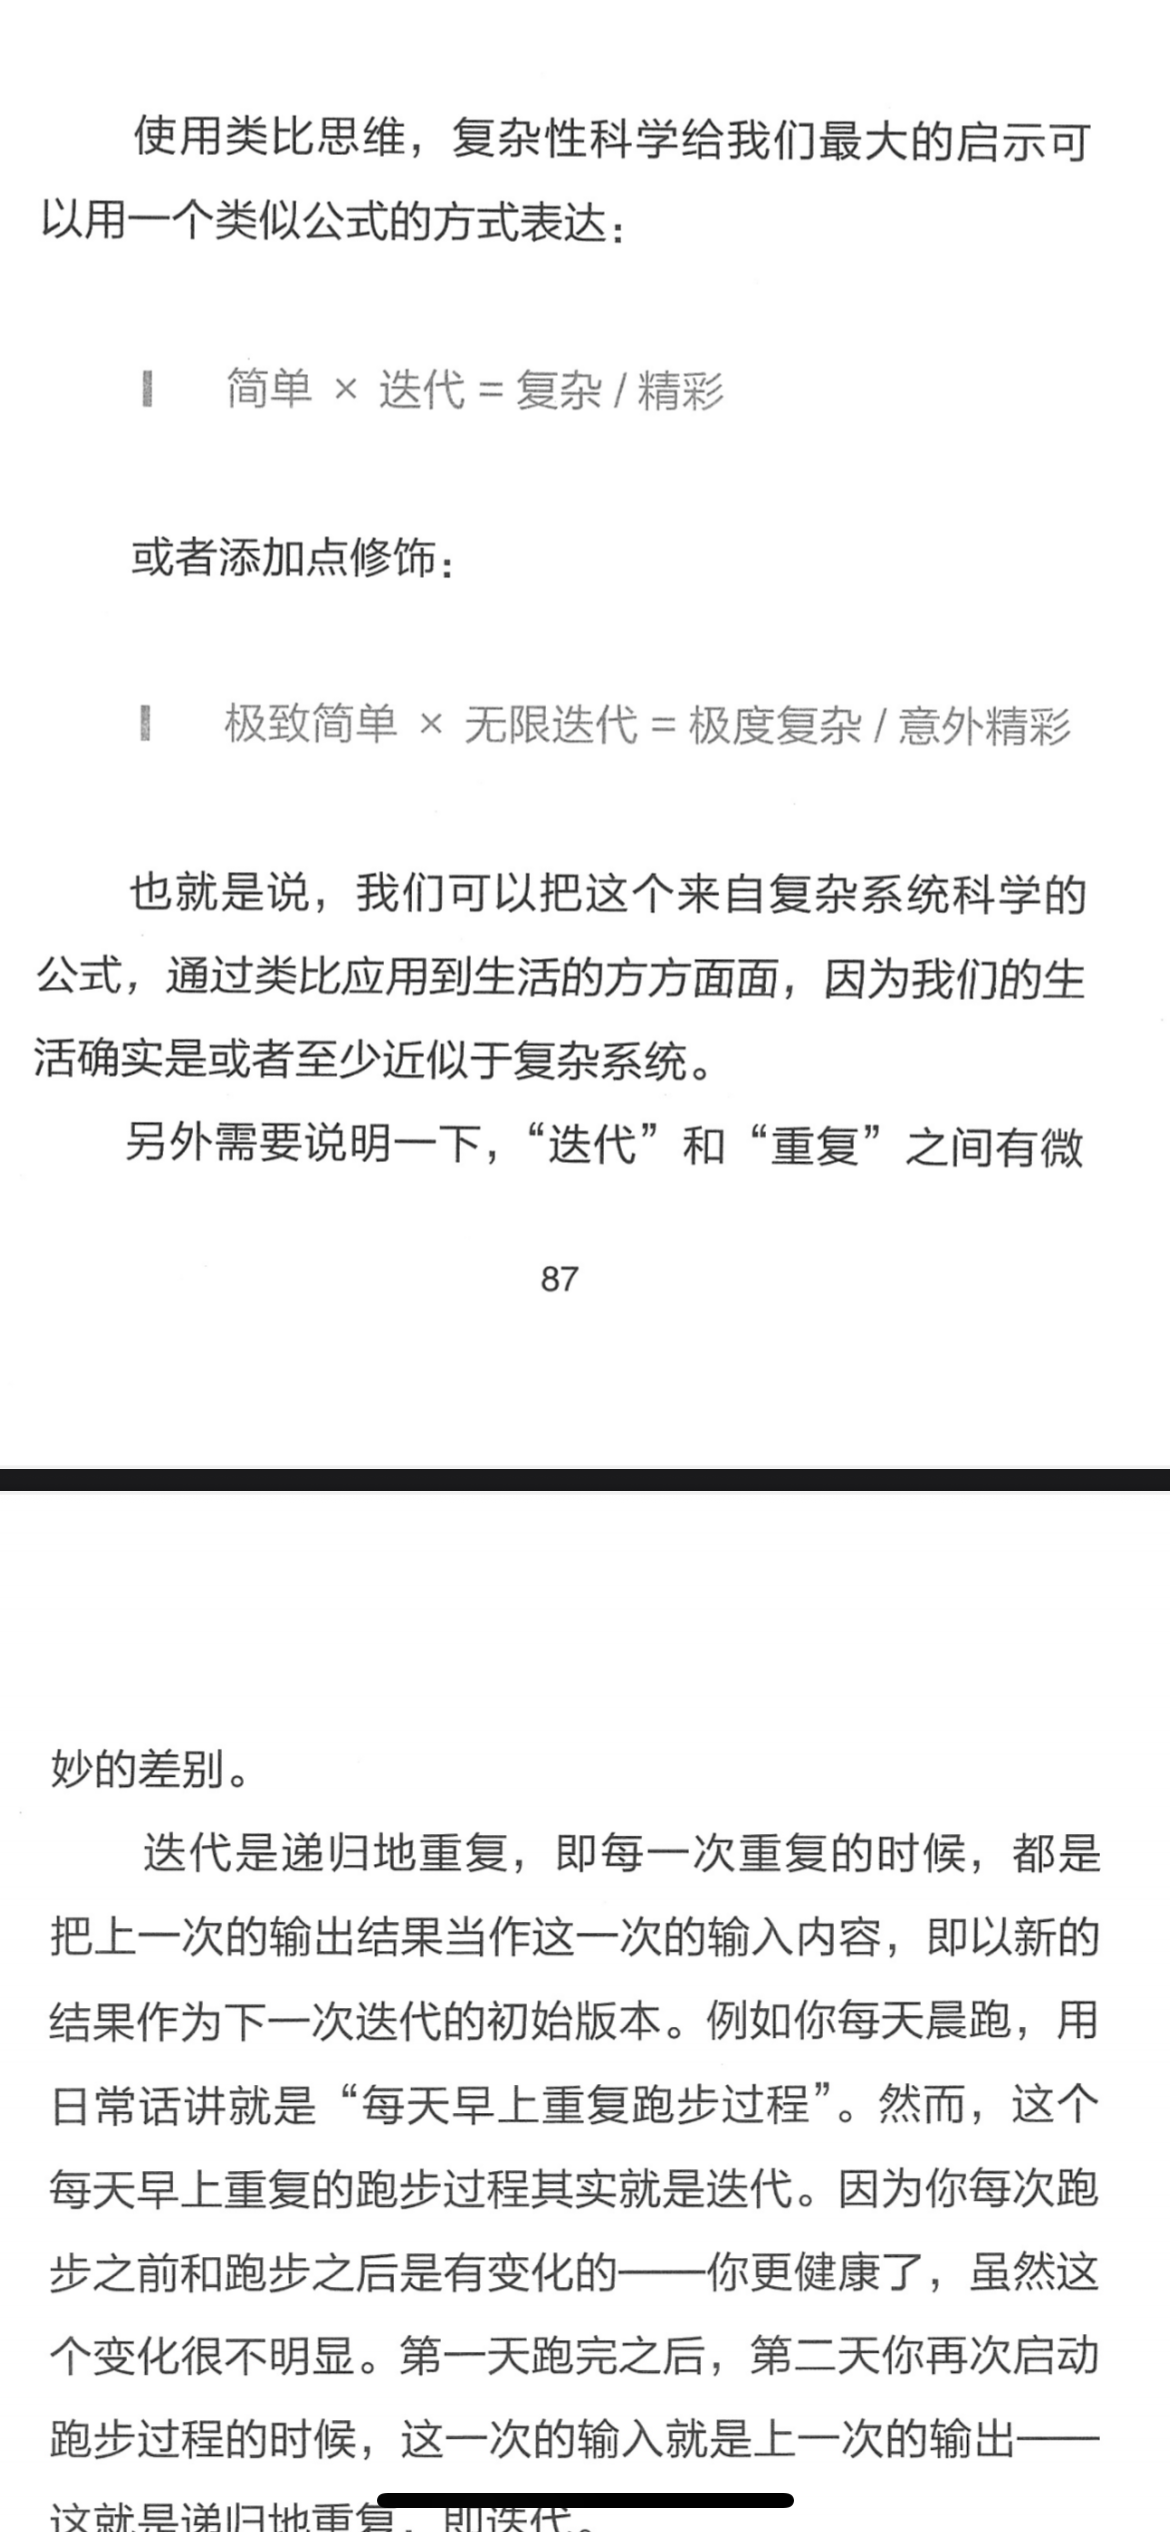 使用类比思维，复杂性科学给我们最大的启示可
以用一个类似公式的方式表达：
简单 × 迭代 = 复杂 / 精彩
或者添加点修饰：
极致简单 × 无限迭代 = 极度复杂 / 意外精彩
也就是说，我们可以把这个来自复杂系统科学的
公式，通过类比应用到生活的方方面面，因为我们的生
活确实是或者至少近似于复杂系统。
另外需要说明一下，“迭代”和“重复”之间有微
87
妙的差别。
迭代是递归地重复，即每一次重复的时候，都是
把上一次的输出结果当作这一次的输入内容，即以新的
结果作为下一次迭代的初始版本。例如你每天晨跑，用
日常话讲就是“每天早上重复跑步过程”。然而，这个
每天早上重复的跑步过程其实就是迭代。因为你每次跑
步之前和跑步之后是有变化的——你更健康了，虽然这
个变化很不明显。第一天跑完之后，第二天你再次启动
跑步过程的时候，这一次的输入就是上一次的输出——
这就是递归地重复，即迭代。